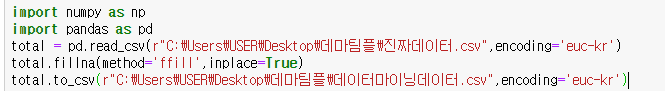 import numpy as np
import pandas as pd
total = pd.read_csv(r"C:₩Users₩USER₩Desktop₩데마팀플₩진짜데이터.csv",encoding='euc-kr')
total.fillna(method='ffill',inplace=True)
total.to_csv(r"C:₩Users₩USER₩Desktop₩데마팀플₩데이터마이닝데이터.csv",encoding='euc-kr')